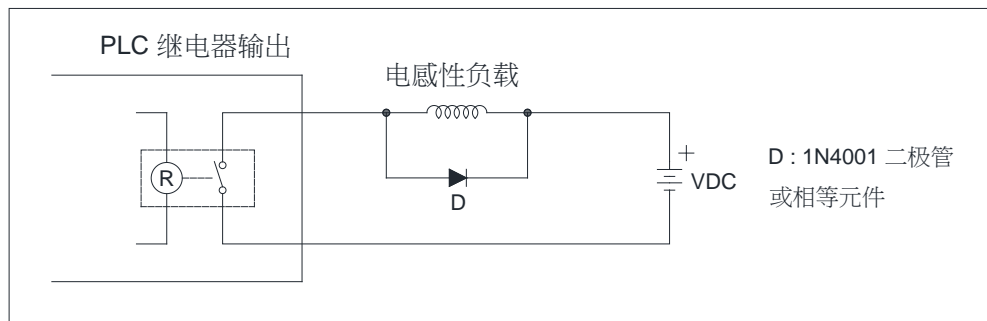 PLC 继电器输出
电感性负载
R
D
+
VDC
D : 1N4001 二极管
或相等元件